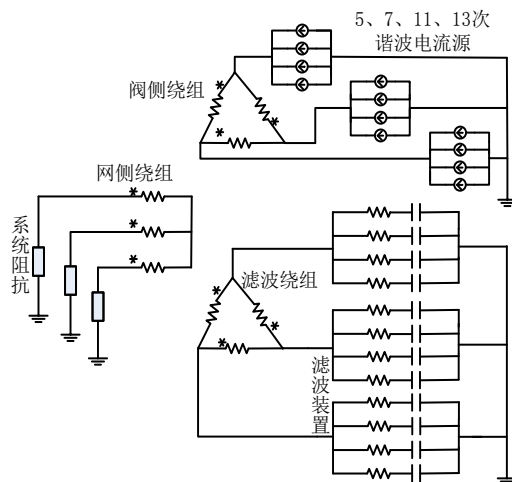 5、7、11、13次
谐波电流源
阀侧绕组
网侧绕组
系统阻抗
滤波绕组
滤波装置